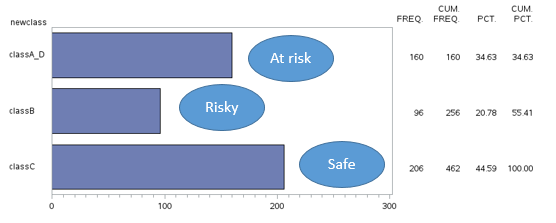 newclass FREQ. CUM. FREQ. PCT. CUM. PCT.
classA_D At risk 160 160 34.63 34.63
classB Risky 96 256 20.78 55.41
classC Safe 206 462 44.59 100.00
0 100 200 300